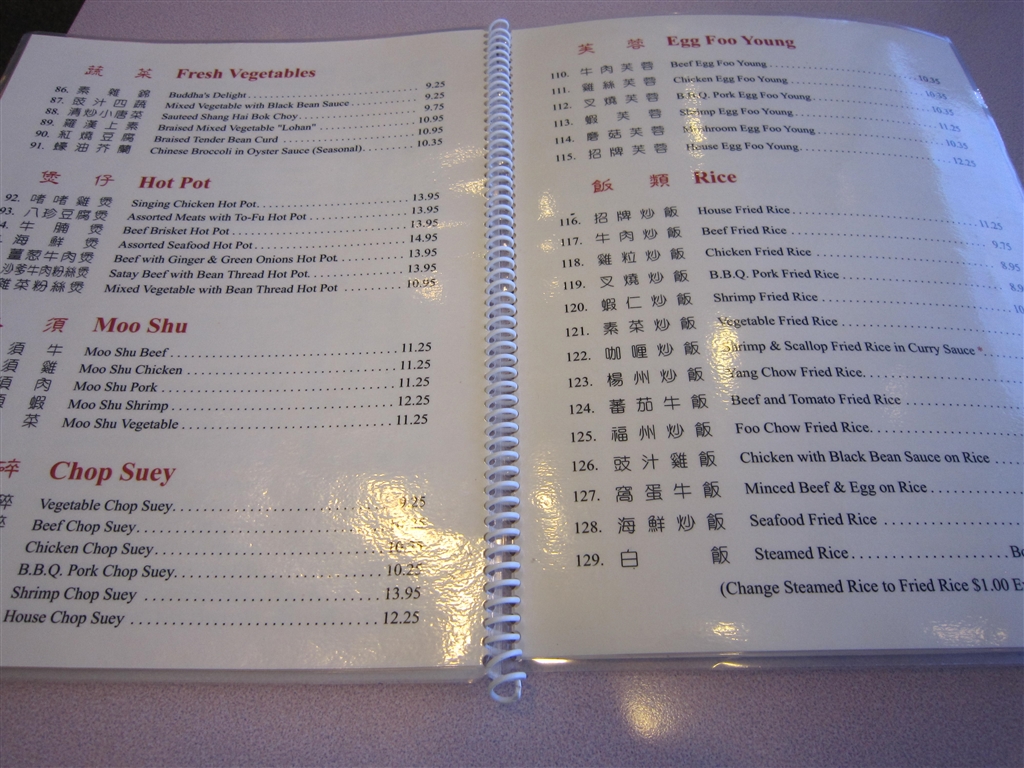 蔬 菜 Fresh Vegetables
86. 素 雜 錦 Buddha's Delight 9.25
87. 豉汁四蔬 Mixed Vegetable with Black Bean Sauce 9.25
88. 清炒小唐菜 Sauteed Shang Hai Bok Choy 9.75
89. 羅漢上素 Braised Mixed Vegetable "Lohan" 10.95
90. 紅燒豆腐 Braised Tender Bean Curd 10.95
91. 蠔油芥蘭 Chinese Broccoli in Oyster Sauce (Seasonal) 10.35
煲 仔 Hot Pot
92. 啫啫雞煲 Singing Chicken Hot Pot 13.95
93. 八珍豆腐煲 Assorted Meats with To-Fu Hot Pot 13.95
4. 牛腩煲 Beef Brisket Hot Pot 13.95
海鮮煲 Assorted Seafood Hot Pot 14.95
薑葱牛肉煲 Beef with Ginger & Green Onions Hot Pot 13.95
沙爹牛肉粉絲煲 Satay Beef with Bean Thread Hot Pot 13.95
雜菜粉絲煲 Mixed Vegetable with Bean Thread Hot Pot 10.95
須 Moo Shu
須 牛 Moo Shu Beef 11.25
須 雞 Moo Shu Chicken 11.25
須 肉 Moo Shu Pork 11.25
須 蝦 Moo Shu Shrimp 12.25
菜 Moo Shu Vegetable 11.25
碎 Chop Suey
碎 Vegetable Chop Suey 9.25
碎 Beef Chop Suey
Chicken Chop Suey 10.25
B.B.Q. Pork Chop Suey 10.25
Shrimp Chop Suey 13.95
House Chop Suey 12.25
芙 蓉 Egg Foo Young
110. 牛肉芙蓉 Beef Egg Foo Young 10.35
111. 雞絲芙蓉 Chicken Egg Foo Young 10.35
112. 叉燒芙蓉 B.B.Q. Pork Egg Foo Young 10.35
113. 蝦芙蓉 Shrimp Egg Foo Young 11.25
114. 蘑菇芙蓉 Mushroom Egg Foo Young 10.35
115. 招牌芙蓉 House Egg Foo Young 12.25
飯 類 Rice
116. 招牌炒飯 House Fried Rice 11.25
117. 牛肉炒飯 Beef Fried Rice 9.75
118. 雞粒炒飯 Chicken Fried Rice 8.95
119. 叉燒炒飯 B.B.Q. Pork Fried Rice 8.9
120. 蝦仁炒飯 Shrimp Fried Rice 10
121. 素菜炒飯 Vegetable Fried Rice
122. 咖喱炒飯 Shrimp & Scallop Fried Rice in Curry Sauce *
123. 楊州炒飯 Yang Chow Fried Rice
124. 蕃茄牛飯 Beef and Tomato Fried Rice
125. 福州炒飯 Foo Chow Fried Rice
126. 豉汁雞飯 Chicken with Black Bean Sauce on Rice
127. 窩蛋牛飯 Minced Beef & Egg on Rice
128. 海鮮炒飯 Seafood Fried Rice
129. 白 飯 Steamed Rice Bo
(Change Steamed Rice to Fried Rice $1.00 E